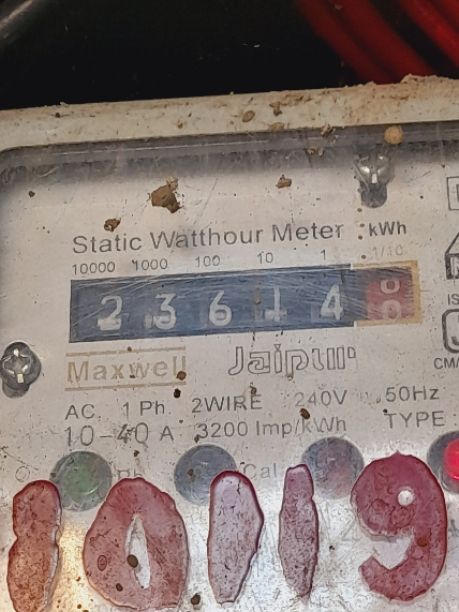 Static Watthour Meter kWh
10000 1000 100 10 1 1/10
2 3 6 1 4
Maxwell Jaipur
AC. 1 Ph. 2WIRE 240V 50Hz
10-40 A 3200 Imp/kWh TYPE
Cal
10119